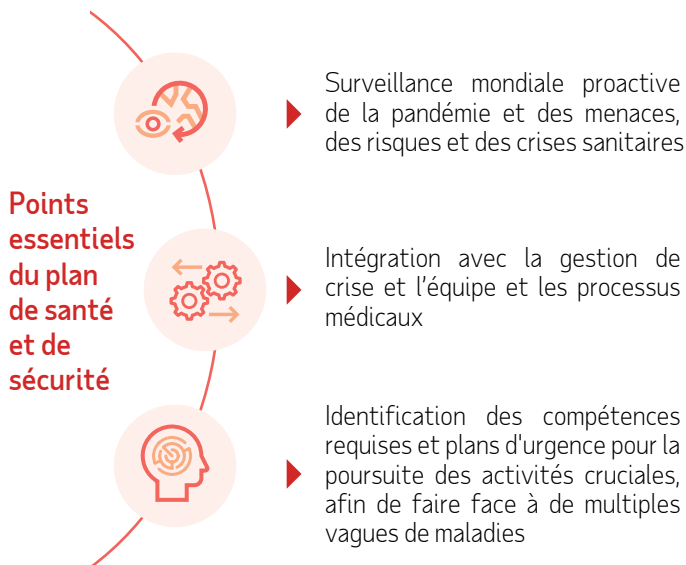 Points
essentiels
du plan
de santé
et de
sécurité
Surveillance mondiale proactive
de la pandémie et des menaces,
des risques et des crises sanitaires
Intégration avec la gestion de
crise et l'équipe et les processus
médicaux
Identification des compétences
requises et plans d'urgence pour la
poursuite des activités cruciales,
afin de faire face à de multiples
vagues de maladies